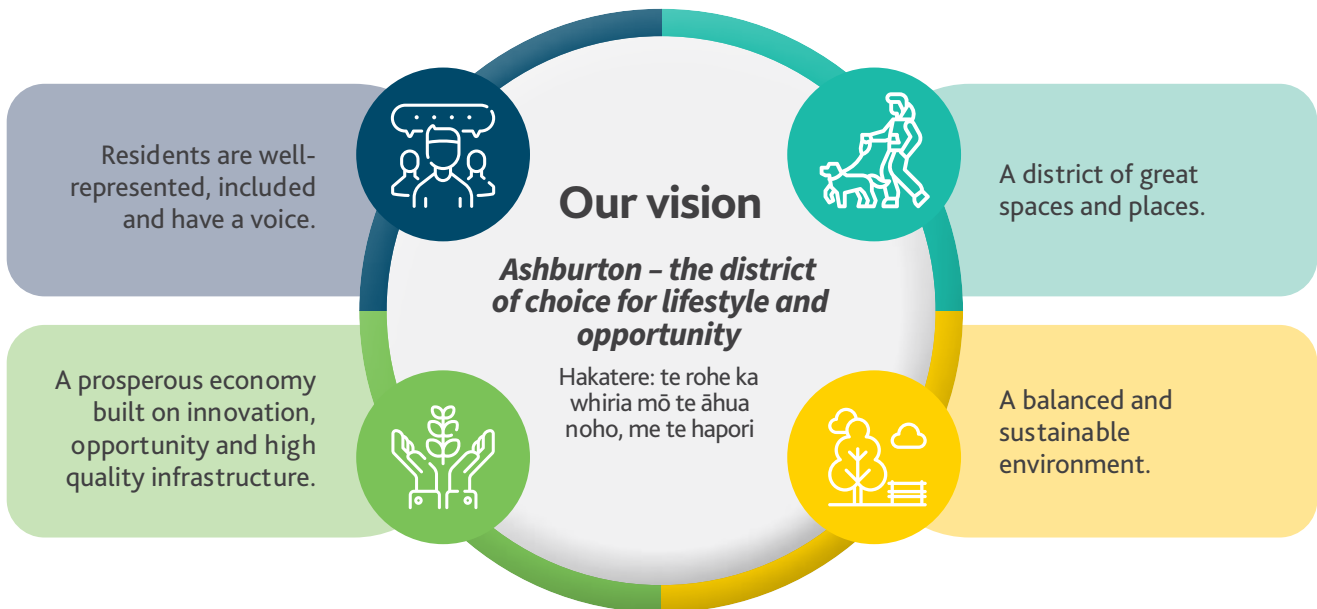 Residents are well-
represented, included
and have a voice.
Our vision
Ashburton – the district
of choice for lifestyle and
opportunity
Hakatere: te rohe ka
whiria mō te āhua
noho, me te hapori
A district of great
spaces and places.
A prosperous economy
built on innovation,
opportunity and high
quality infrastructure.
A balanced and
sustainable
environment.